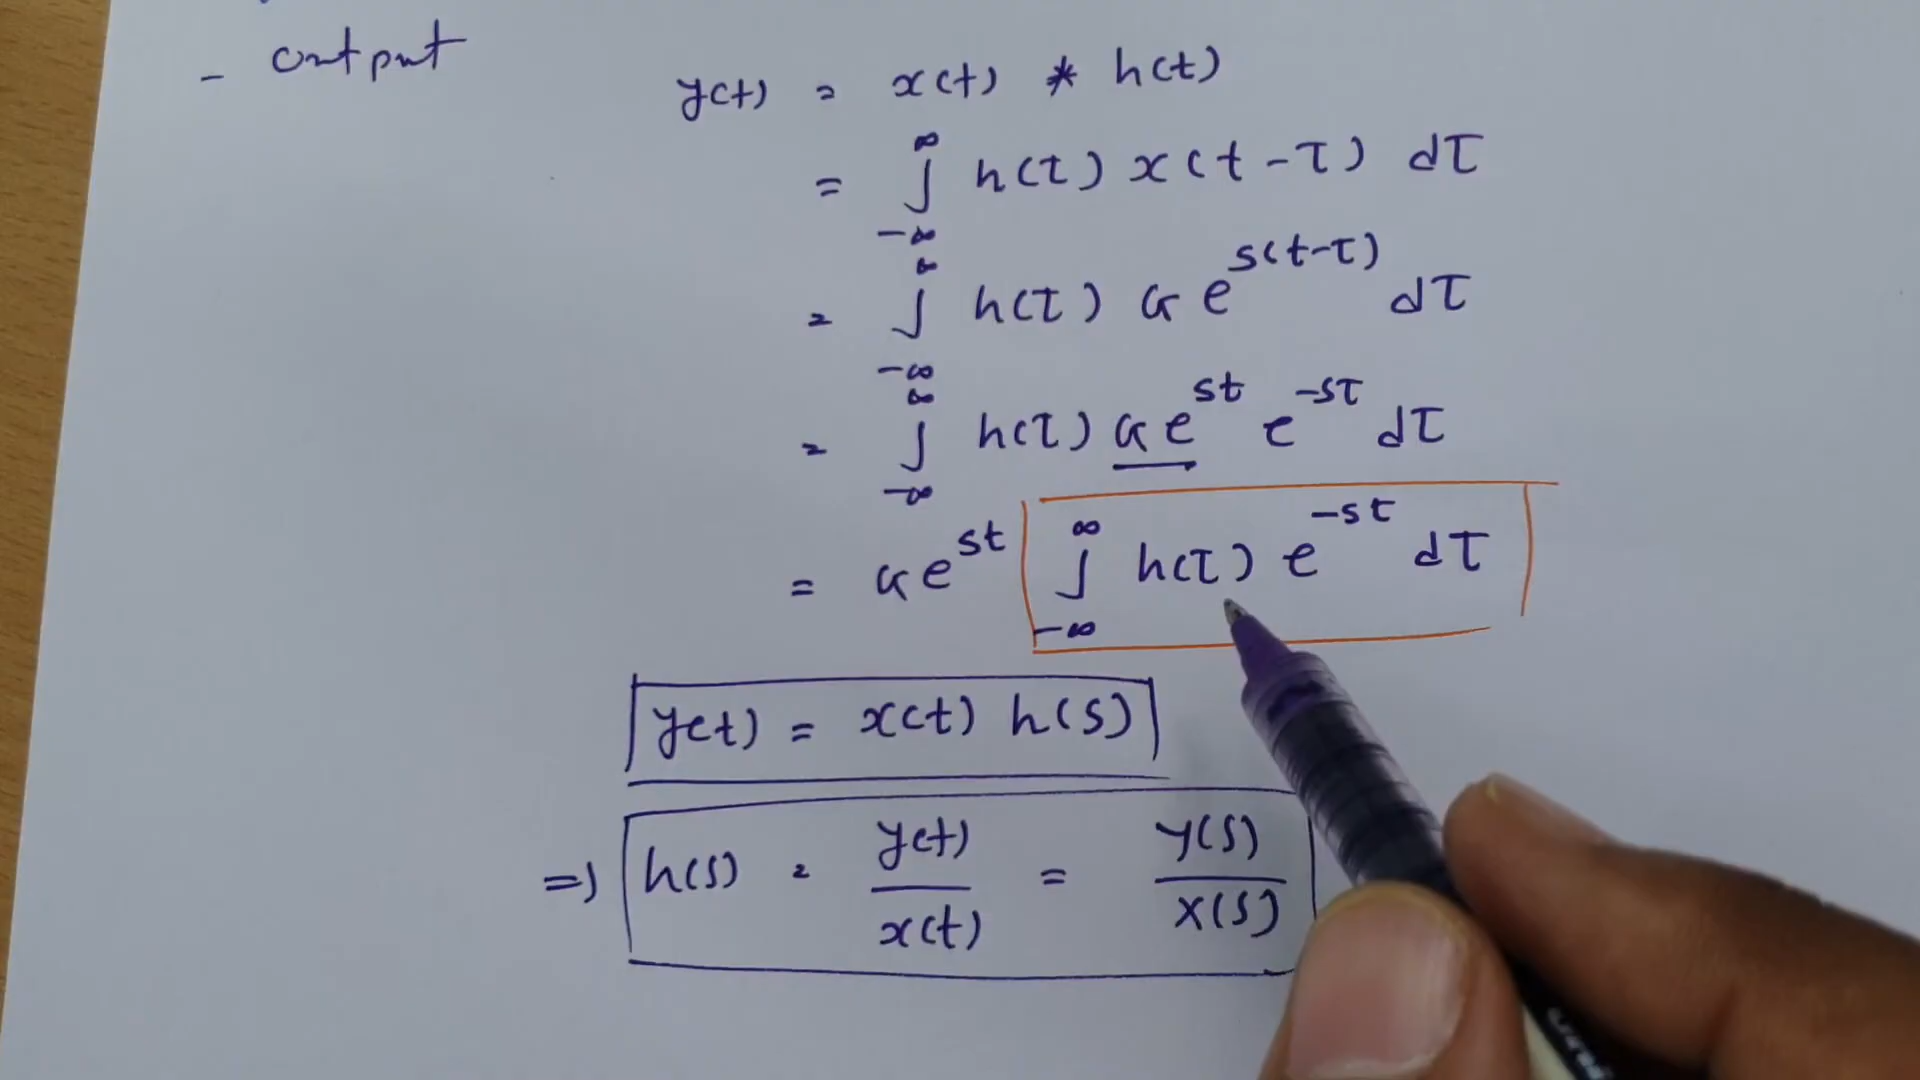 - output
y(t) = x(t) * h(t)
= ∫_{-∞}^{∞} h(τ) x(t-τ) dτ
= ∫_{-∞}^{∞} h(τ) G e^{s(t-τ)} dτ
= ∫_{-∞}^{∞} h(τ) G e^{st} e^{-sτ} dτ
= G e^{st} ∫_{-∞}^{∞} h(τ) e^{-sτ} dτ
y(t) = x(t) h(s)
=> h(s) = y(t)/x(t) = Y(s)/X(s)